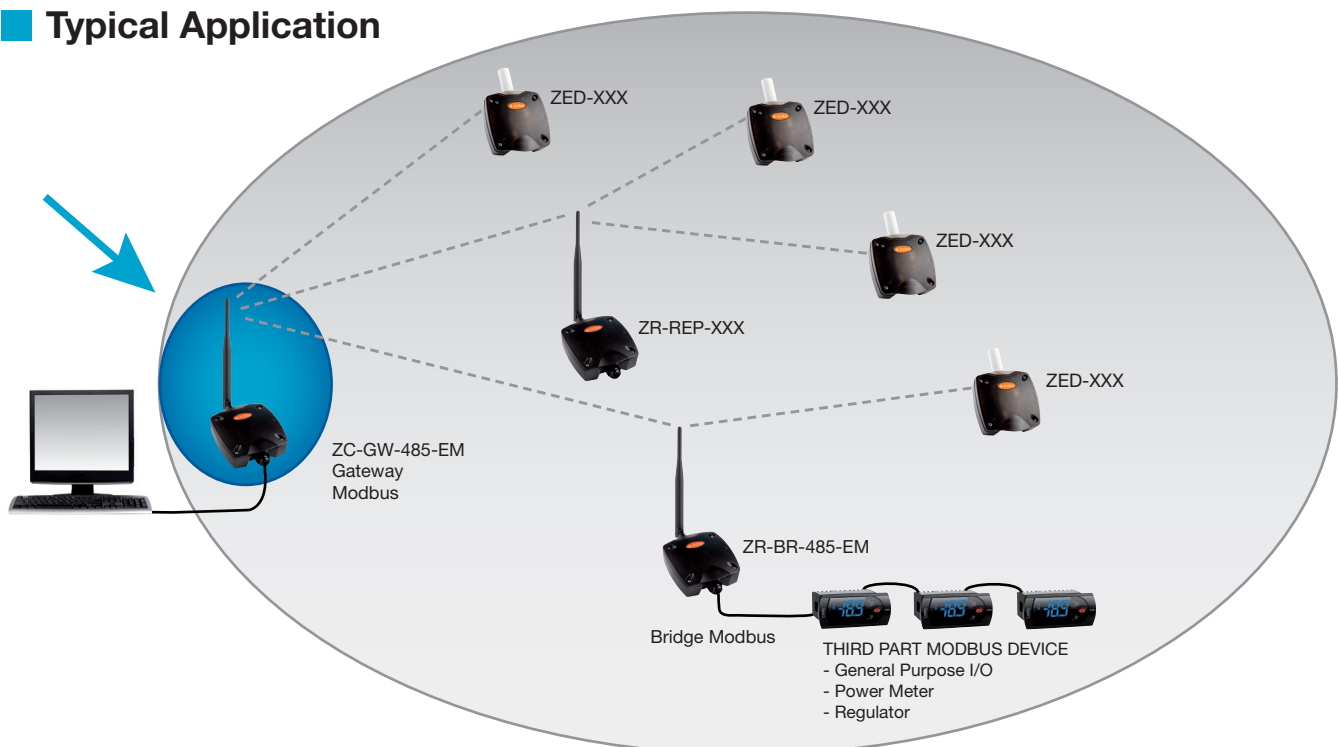 Typical Application
ZED-XXX
ZED-XXX
ZED-XXX
ZR-REP-XXX
ZED-XXX
ZC-GW-485-EM
Gateway
Modbus
ZR-BR-485-EM
Bridge Modbus
THIRD PART MODBUS DEVICE
- General Purpose I/O
- Power Meter
- Regulator